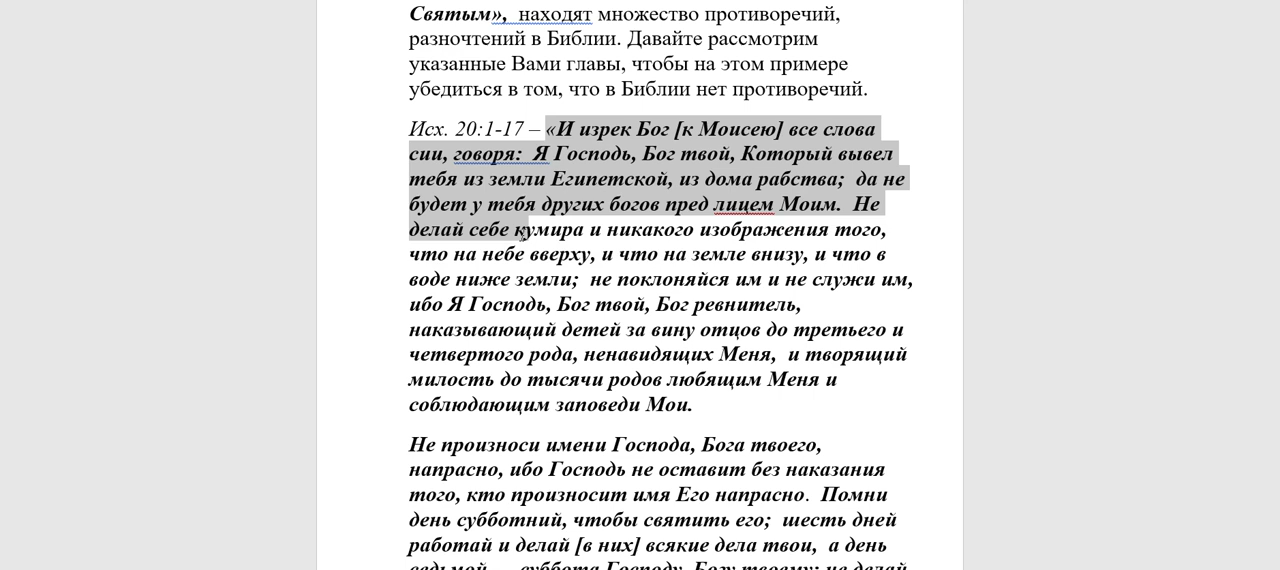 Святым»,  находят множество противоречий,
разночтений в Библии. Давайте рассмотрим
указанные Вами главы, чтобы на этом примере
убедиться в том, что в Библии нет противоречий.
Исх. 20:1-17 – «И изрек Бог [к Моисею] все слова
сии, говоря:  Я Господь, Бог твой, Который вывел
тебя из земли Египетской, из дома рабства;  да не
будет у тебя других богов пред лицем Моим.  Не
делай себе кумира и никакого изображения того,
что на небе вверху, и что на земле внизу, и что в
воде ниже земли;  не поклоняйся им и не служи им,
ибо Я Господь, Бог твой, Бог ревнитель,
наказывающий детей за вину отцов до третьего и
четвертого рода, ненавидящих Меня,  и творящий
милость до тысячи родов любящим Меня и
соблюдающим заповеди Мои.
Не произноси имени Господа, Бога твоего,
напрасно, ибо Господь не оставит без наказания
того, кто произносит имя Его напрасно.  Помни
день субботний, чтобы святить его;  шесть дней
работай и делай [в них] всякие дела твои,  а день
седьмой — суббота Господу, Богу твоему: не делай